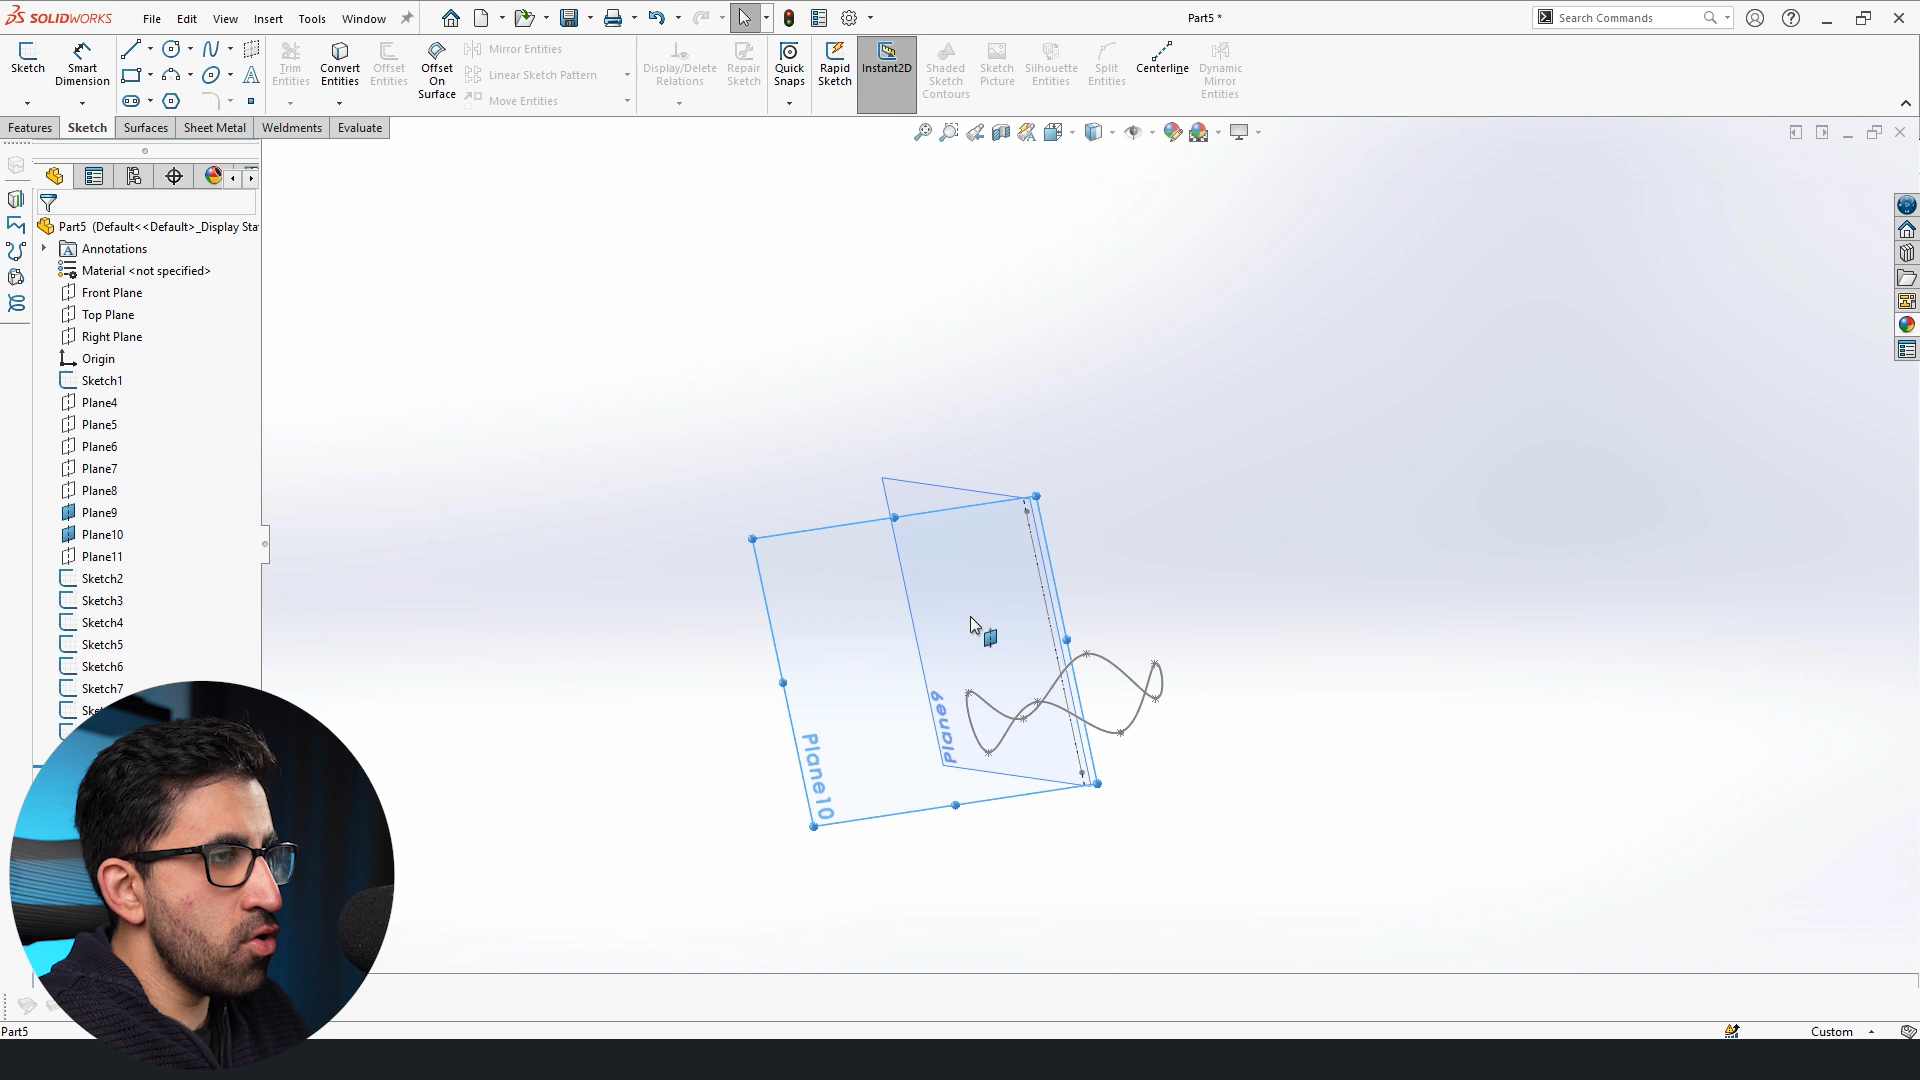 SOLIDWORKS
File Edit View Insert Tools Window
Part5 *
Search Commands
Sketch
Smart Dimension
Trim Entities
Convert Entities
Offset Entities
Offset On Surface
Mirror Entities
Linear Sketch Pattern
Move Entities
Display/Delete Relations
Repair Sketch
Quick Snaps
Rapid Sketch
Instant2D
Shaded Sketch Contours
Sketch Picture
Silhouette Entities
Split Entities
Centerline
Dynamic Mirror Entities
Features Sketch Surfaces Sheet Metal Weldments Evaluate
Part5 (Default<<Default>_Display Sta
Annotations
Material <not specified>
Front Plane
Top Plane
Right Plane
Origin
Sketch1
Plane4
Plane5
Plane6
Plane7
Plane8
Plane9
Plane10
Plane11
Sketch2
Sketch3
Sketch4
Sketch5
Sketch6
Sketch7
Plane9
Plane10
Part5
Custom